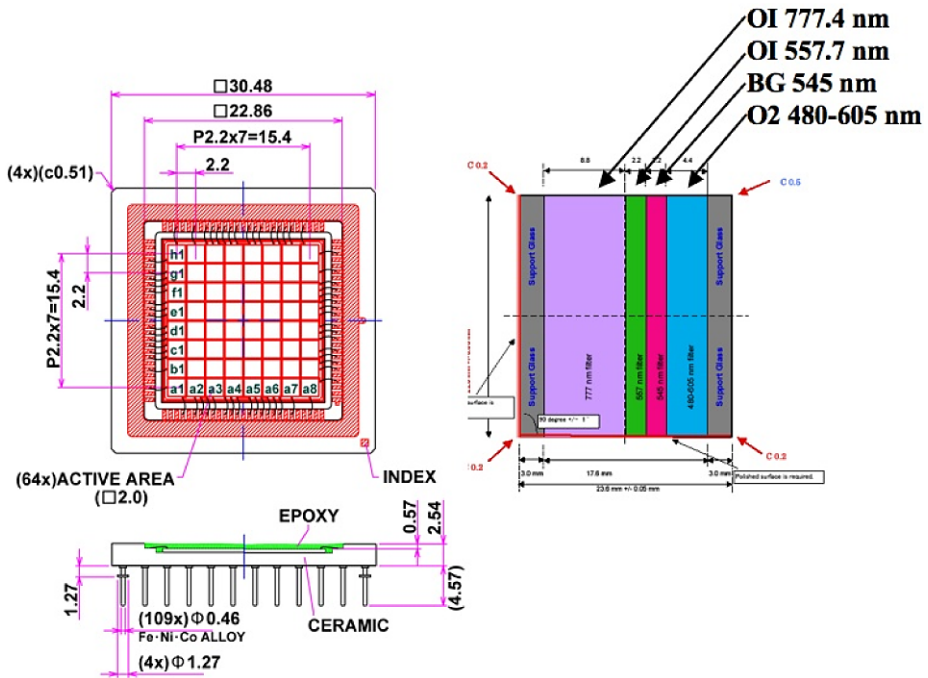 OI 777.4 nm
OI 557.7 nm
BG 545 nm
O2 480-605 nm
□30.48
□22.86
P2.2x7=15.4
2.2
(4x)(c0.51)
P2.2x7=15.4
2.2
h1
g1
f1
e1
d1
c1
b1
a1 a2 a3 a4 a5 a6 a7 a8
(64x)ACTIVE AREA
(□2.0)
INDEX
EPOXY
0.57
2.54
1.27
(4.57)
(109x)Φ0.46
Fe·Ni·Co ALLOY
CERAMIC
(4x)Φ1.27
C 0.2
8.8
2.2
4.4
C 0.5
Support Glass
Support Glass
Support Glass
777 nm filter
557 nm filter
545 nm filter
480-605 nm filter
Support Glass
surface is
90 degree +/- 1
C 0.2
3.0 mm
17.6 mm
3.0 mm
23.6 mm +/- 0.05 mm
Polished surface is required.